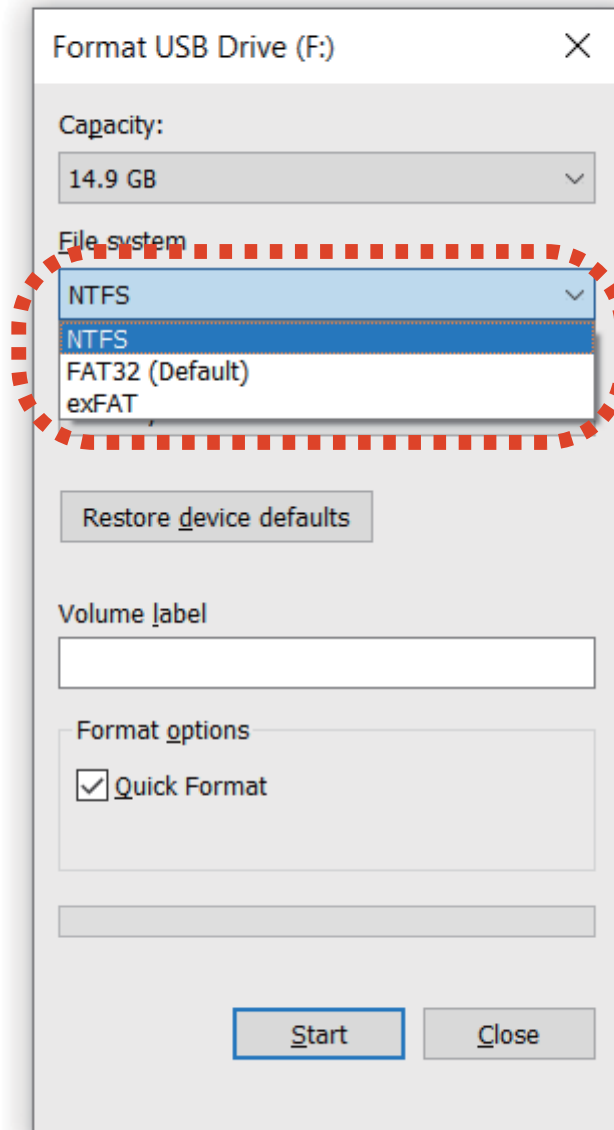 Format USB Drive (F:)
Capacity:
14.9 GB
File system
NTFS
NTFS
FAT32 (Default)
exFAT
Restore device defaults
Volume label
Format options
Quick Format
Start
Close